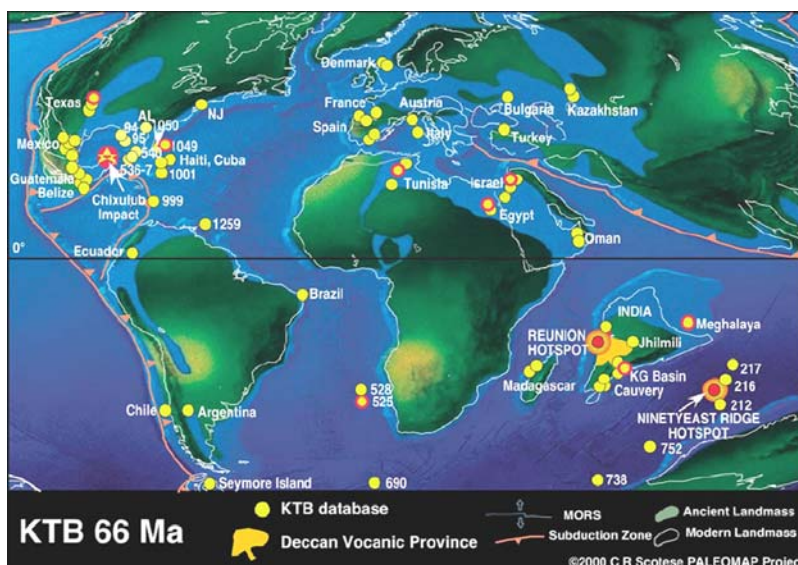 Denmark
Texas
AL
1050
NJ
France
Austria
Bulgaria
Kazakhstan
94
95
1049
Spain
Italy
Turkey
Mexico
540
Haiti, Cuba
536-7
1001
Guatemala
Belize
Tunisia
Israel
Chixulub
Impact
999
Egypt
1259
Oman
0°
Ecuador
Brazil
INDIA
Meghalaya
REUNION
HOTSPOT
Jhilmili
KG Basin
Madagascar
Cauvery
217
528
216
525
212
Chile
Argentina
NINETYEAST RIDGE
HOTSPOT
752
Seymore Island
690
738
KTB 66 Ma
KTB database
Deccan Vocanic Province
MORS
Subduction Zone
Ancient Landmass
Modern Landmass
©2000 C R Scotese PALEOMAP Project